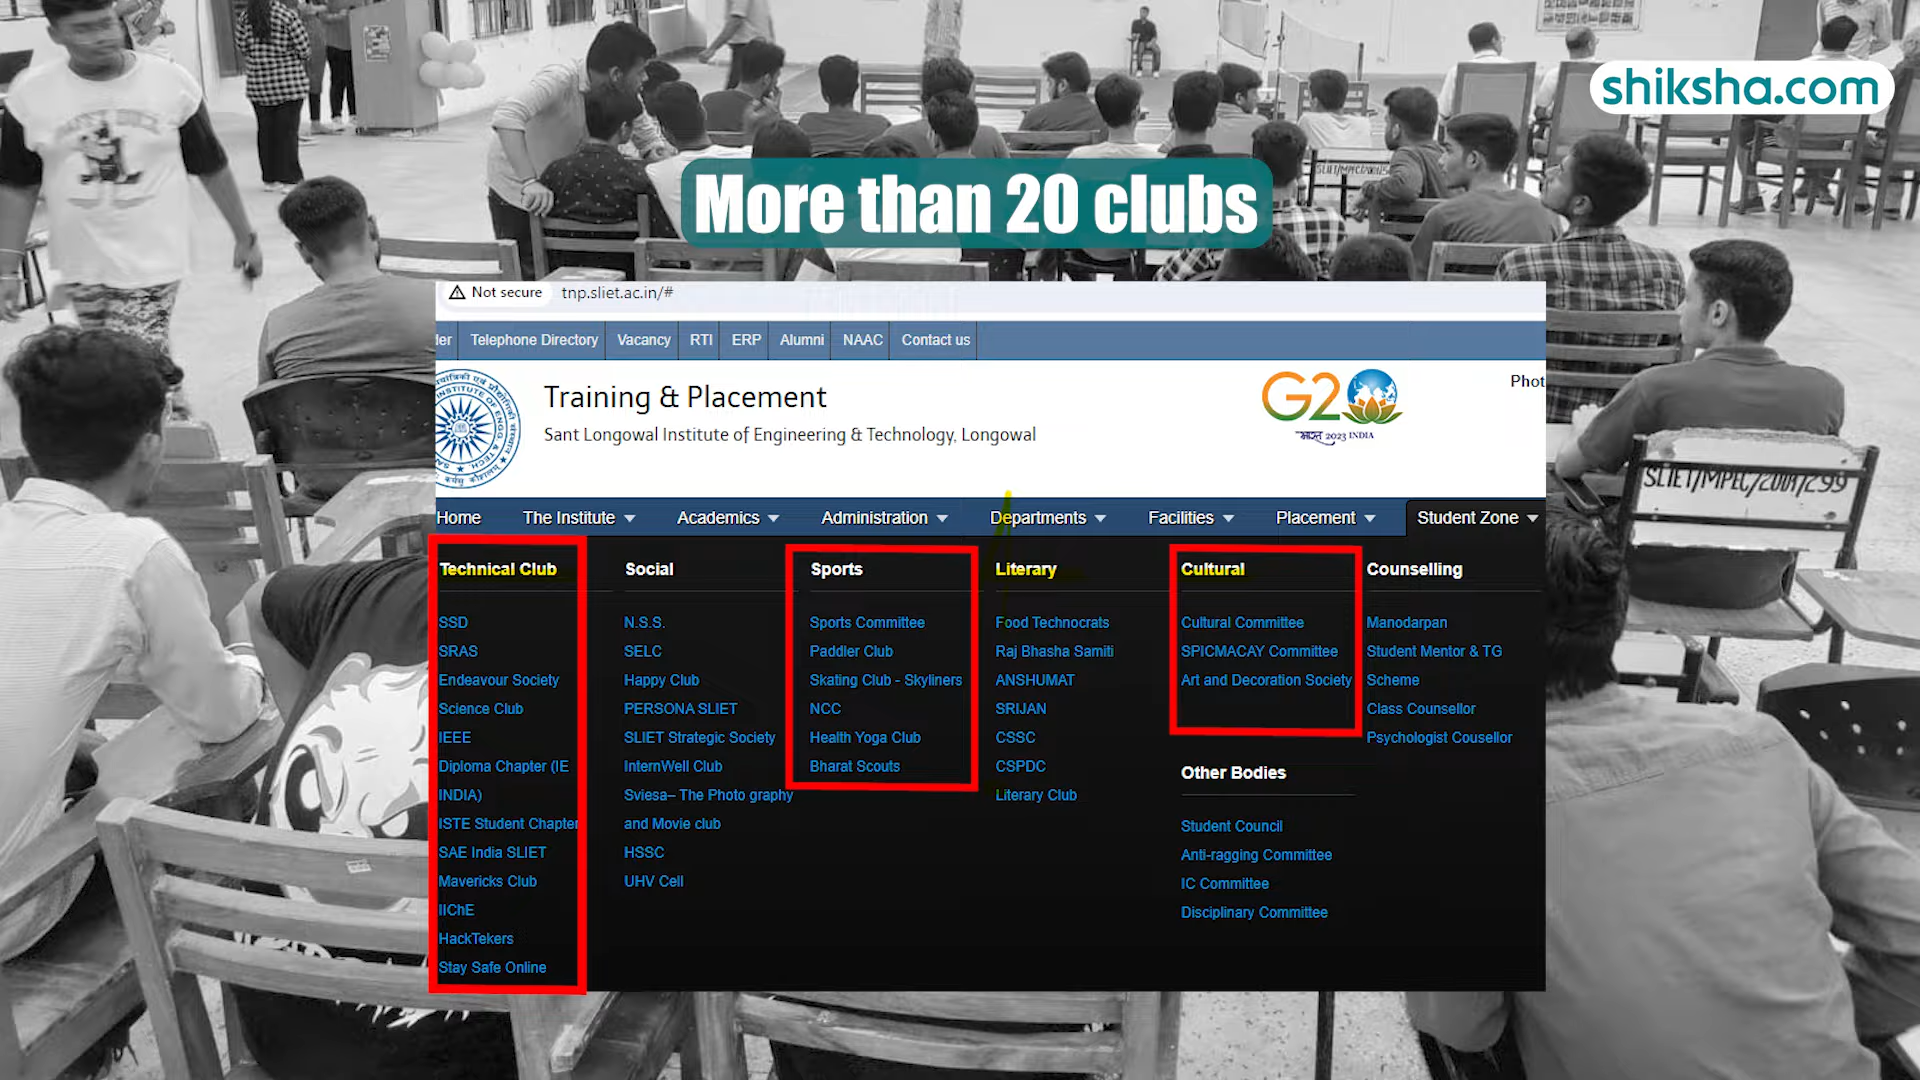 shiksha.com
More than 20 clubs
Not secure tnp.sliet.ac.in/#
der Telephone Directory Vacancy RTI ERP Alumni NAAC Contact us
Training & Placement
Sant Longowal Institute of Engineering & Technology, Longowal
G2
भारत 2023 INDIA
Phot
Home The Institute Academics Administration Departments Facilities Placement Student Zone
Technical Club
SSD
SRAS
Endeavour Society
Science Club
IEEE
Diploma Chapter (IE
INDIA)
ISTE Student Chapter
SAE India SLIET
Mavericks Club
IIChE
HackTekers
Stay Safe Online
Social
N.S.S.
SELC
Happy Club
PERSONA SLIET
SLIET Strategic Society
InternWell Club
Sviesa– The Photo graphy
and Movie club
HSSC
UHV Cell
Sports
Sports Committee
Paddler Club
Skating Club - Skyliners
NCC
Health Yoga Club
Bharat Scouts
Literary
Food Technocrats
Raj Bhasha Samiti
ANSHUMAT
SRIJAN
CSSC
CSPDC
Literary Club
Cultural
Cultural Committee
SPICMACAY Committee
Art and Decoration Society
Other Bodies
Student Council
Anti-ragging Committee
IC Committee
Disciplinary Committee
Counselling
Manodarpan
Student Mentor & TG
Scheme
Class Counsellor
Psychologist Cousellor
SLIET/MPEC/2001/299